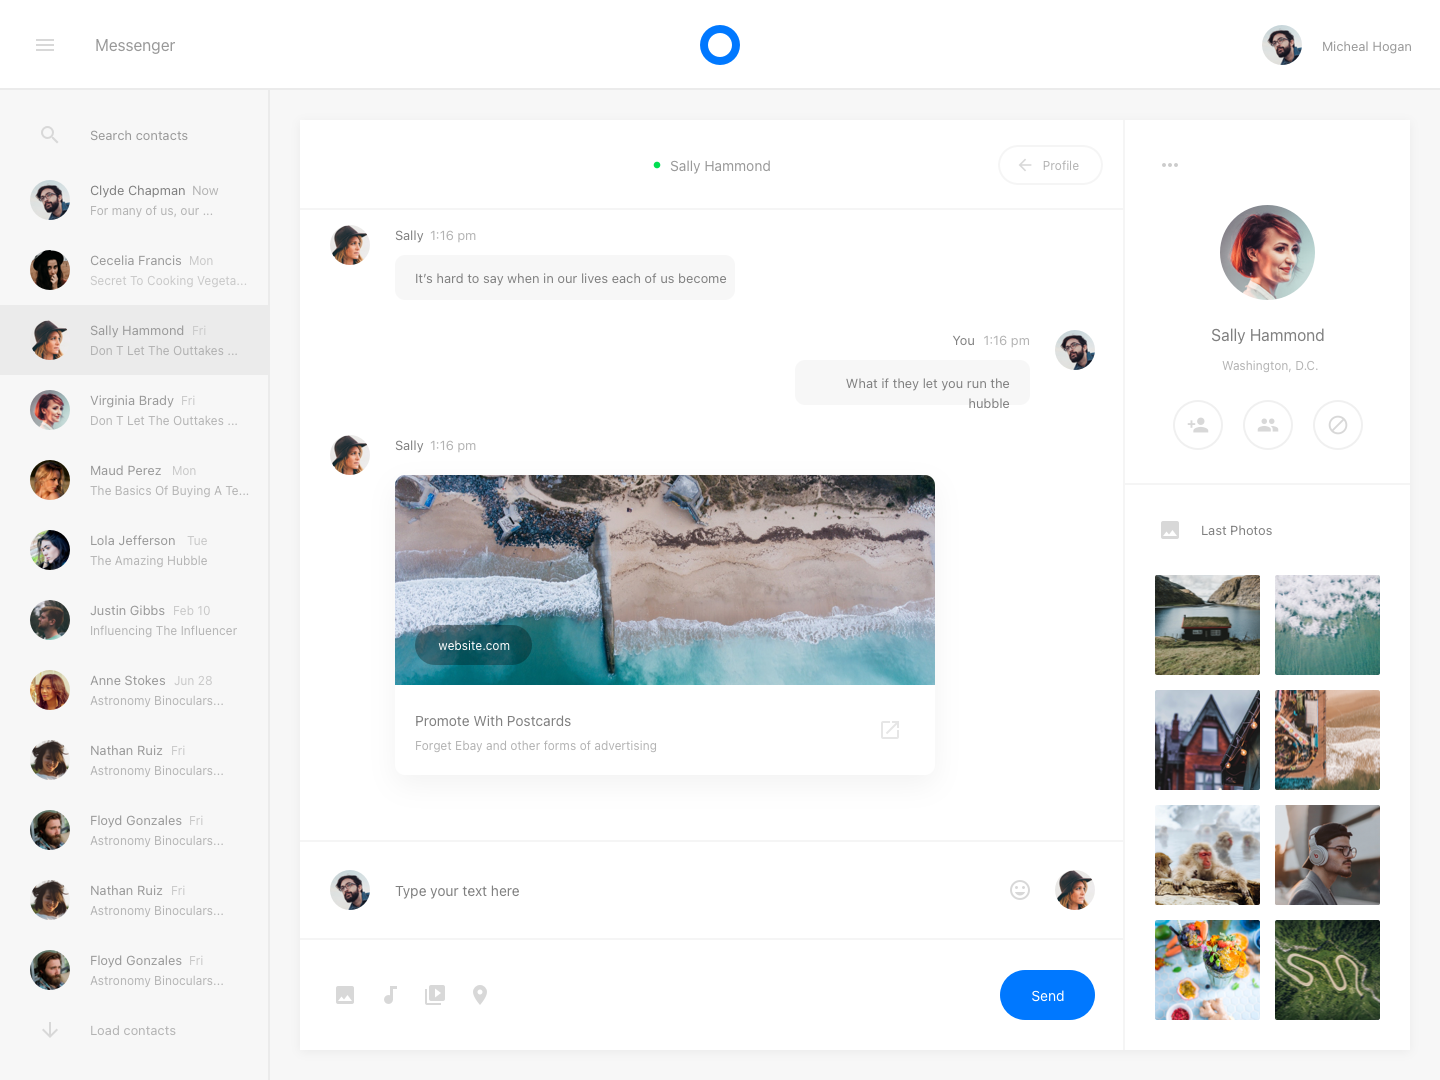 Messenger
Micheal Hogan
Search contacts
Clyde Chapman Now
For many of us, our ...
Cecelia Francis Mon
Secret To Cooking Vegeta...
Sally Hammond Fri
Don T Let The Outtakes ...
Virginia Brady Fri
Don T Let The Outtakes ...
Maud Perez Mon
The Basics Of Buying A Te...
Lola Jefferson Tue
The Amazing Hubble
Justin Gibbs Feb 10
Influencing The Influencer
Anne Stokes Jun 28
Astronomy Binoculars...
Nathan Ruiz Fri
Astronomy Binoculars...
Floyd Gonzales Fri
Astronomy Binoculars...
Nathan Ruiz Fri
Astronomy Binoculars...
Floyd Gonzales Fri
Astronomy Binoculars...
Load contacts
Sally Hammond
Profile
Sally 1:16 pm
It's hard to say when in our lives each of us become
You 1:16 pm
What if they let you run the
hubble
Sally 1:16 pm
website.com
Promote With Postcards
Forget Ebay and other forms of advertising
Type your text here
Send
Sally Hammond
Washington, D.C.
Last Photos